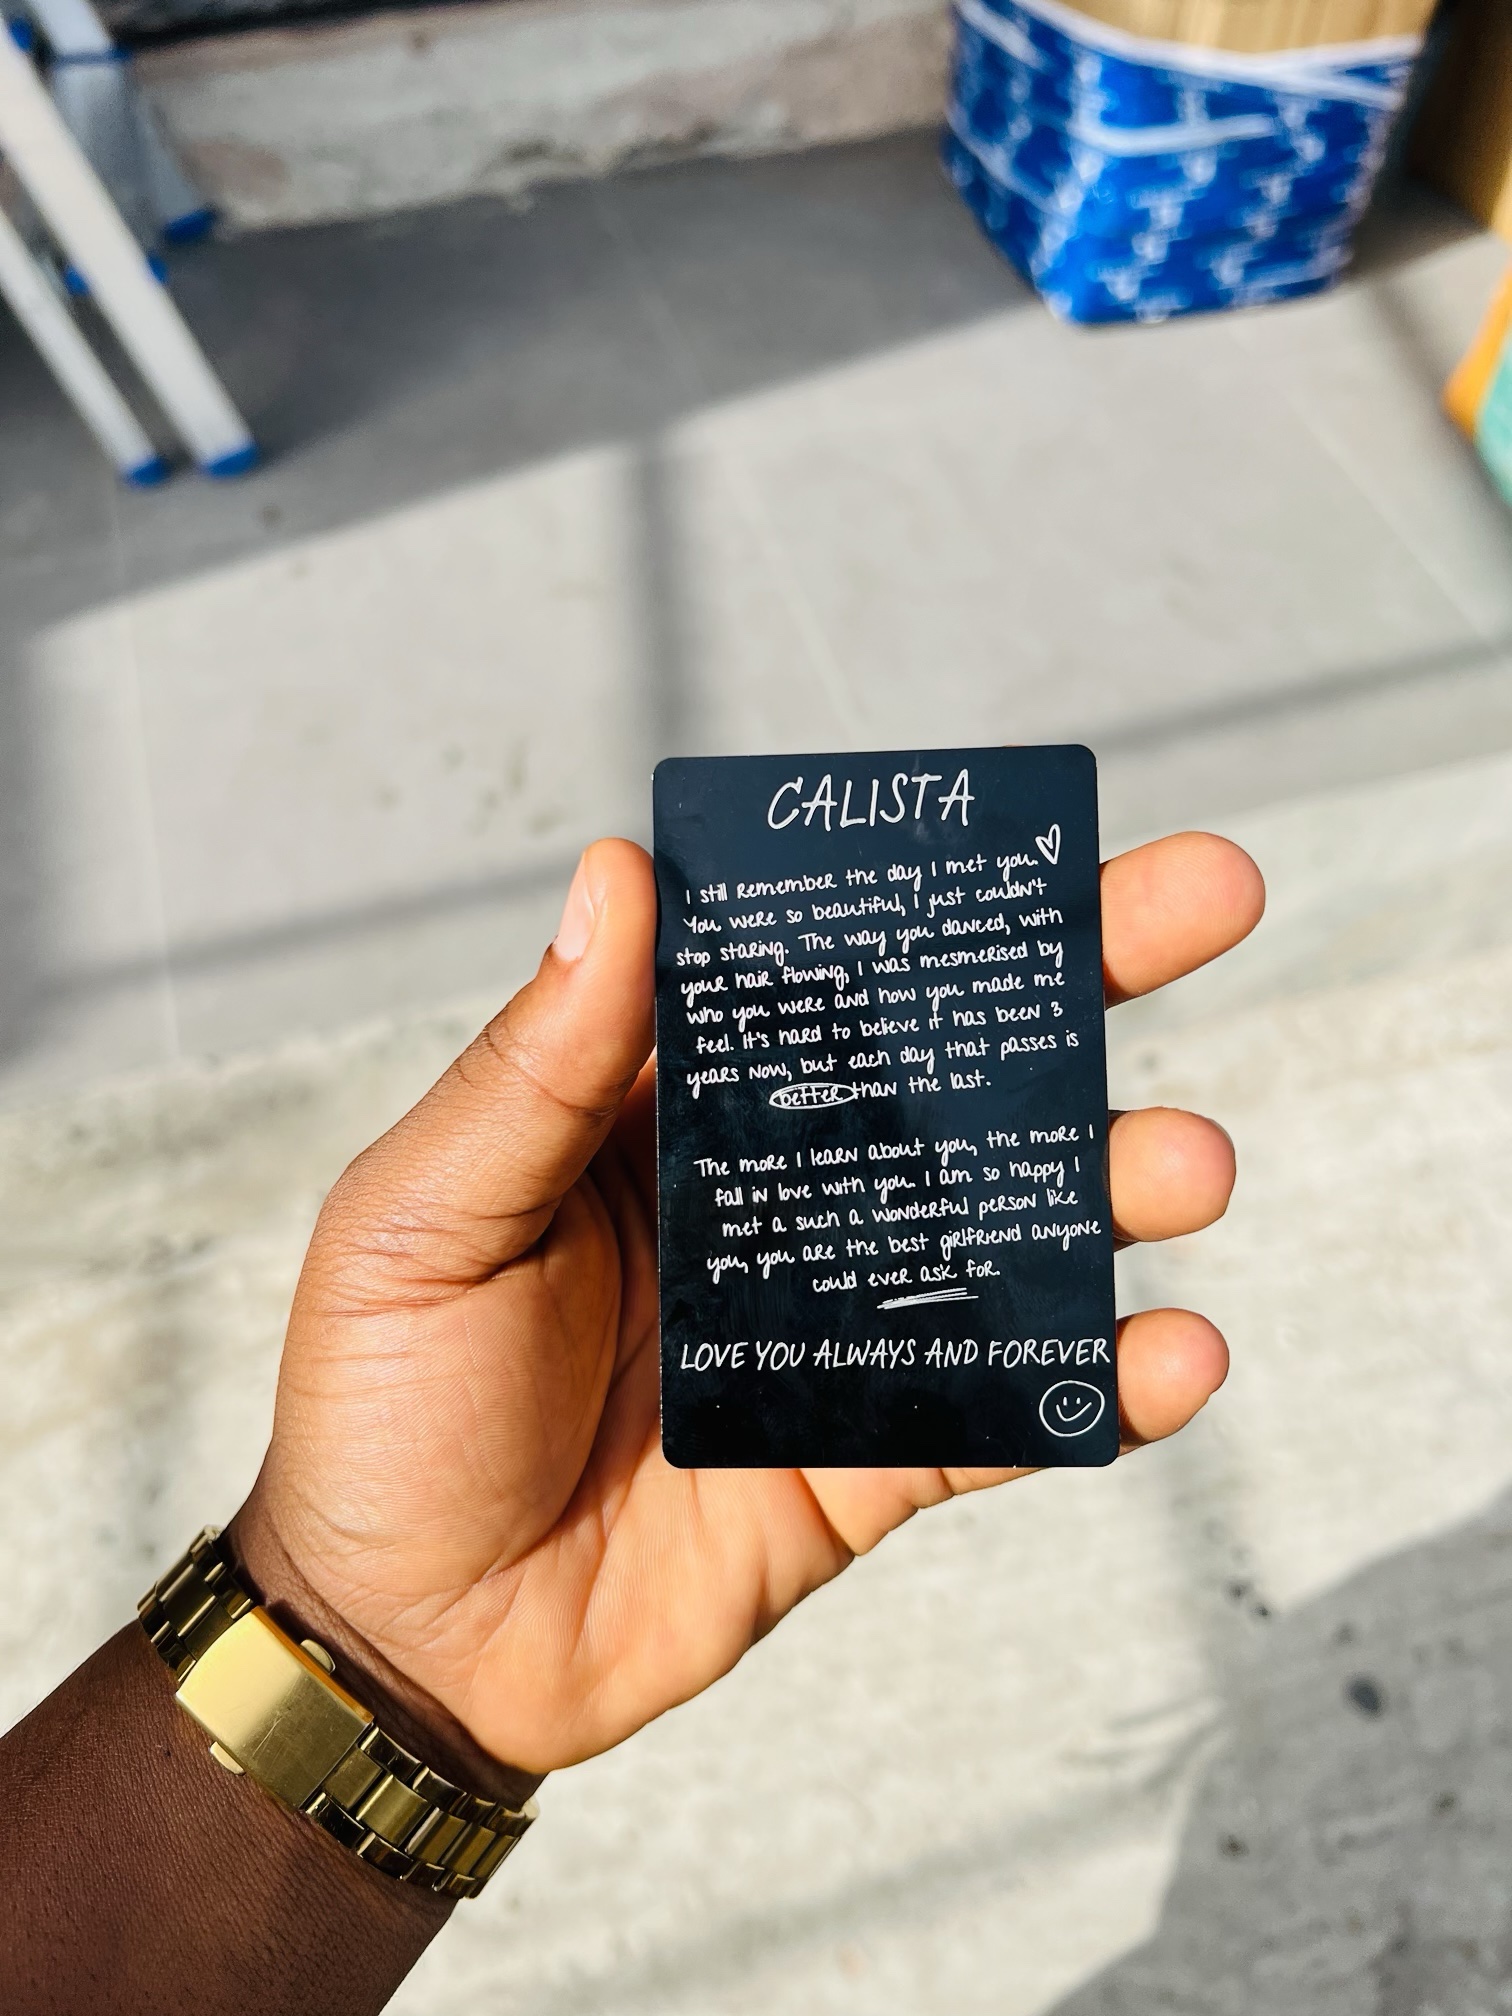 CALISTA
I still remember the day I met you.
You were so beautiful, I just couldn't
stop staring. The way you danced, with
your hair flowing, I was mesmerised by
who you were and how you made me
feel. It's hard to believe it has been 3
years now, but each day that passes is
better than the last.
The more I learn about you, the more I
fall in love with you. I am so happy I
met a such a wonderful person like
you, you are the best girlfriend anyone
could ever ask for.
LOVE YOU ALWAYS AND FOREVER